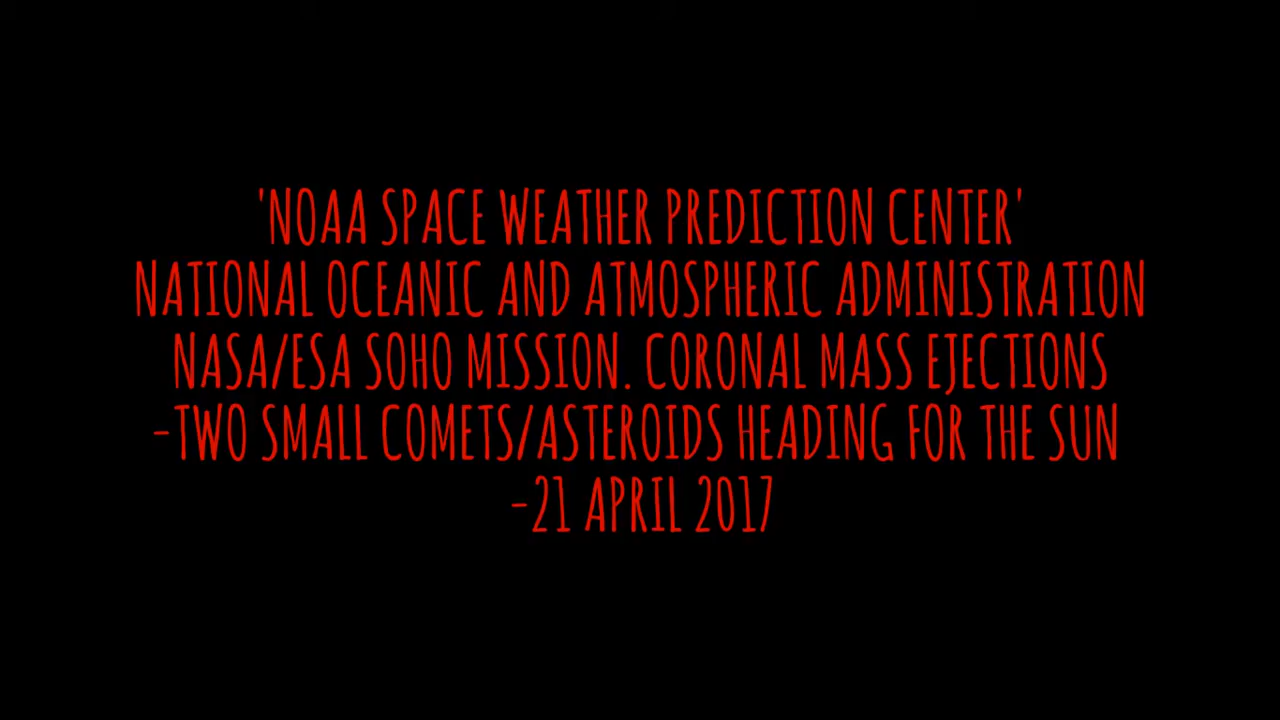 'NOAA SPACE WEATHER PREDICTION CENTER'
NATIONAL OCEANIC AND ATMOSPHERIC ADMINISTRATION
NASA/ESA SOHO MISSION. CORONAL MASS EJECTIONS
-TWO SMALL COMETS/ASTEROIDS HEADING FOR THE SUN
-21 APRIL 2017